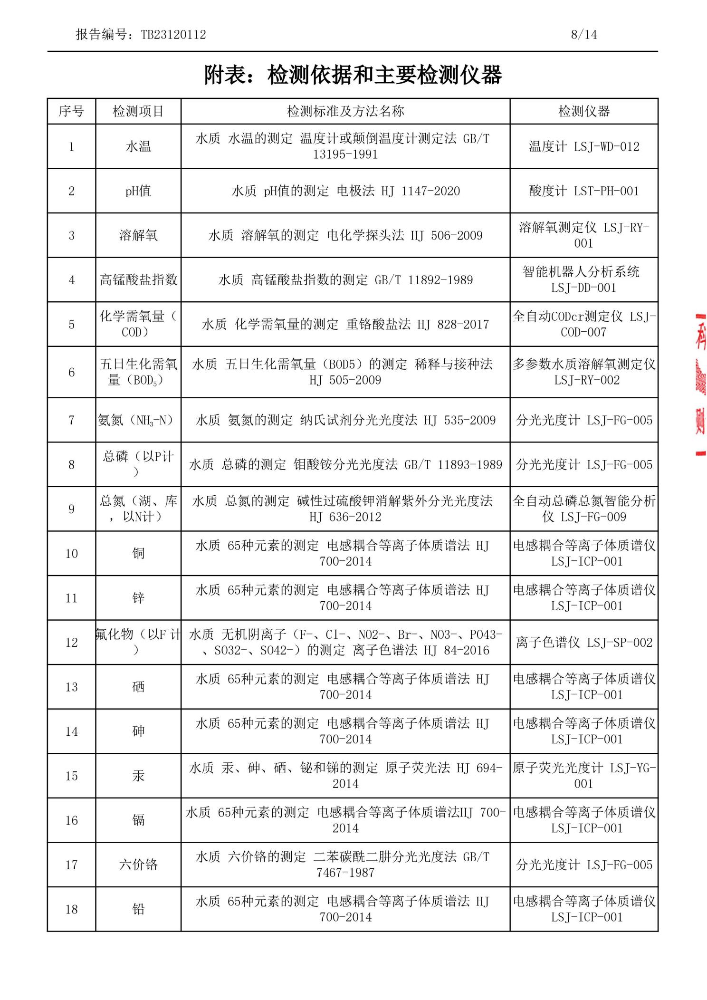 报告编号：TB23120112
8/14
附表：检测依据和主要检测仪器
序号 检测项目 检测标准及方法名称 检测仪器
1 水温 水质 水温的测定 温度计或颠倒温度计测定法 GB/T
13195-1991 温度计 LSJ-WD-012
2 pH值 水质 pH值的测定 电极法 HJ 1147-2020 酸度计 LST-PH-001
3 溶解氧 水质 溶解氧的测定 电化学探头法 HJ 506-2009 溶解氧测定仪 LSJ-RY-
001
4 高锰酸盐指数 水质 高锰酸盐指数的测定 GB/T 11892-1989 智能机器人分析系统
LSJ-DD-001
5 化学需氧量（
COD） 水质 化学需氧量的测定 重铬酸盐法 HJ 828-2017 全自动CODcr测定仪 LSJ-
COD-007
6 五日生化需氧
量（BOD₅） 水质 五日生化需氧量（BOD5）的测定 稀释与接种法
HJ 505-2009 多参数水质溶解氧测定仪
LSJ-RY-002
7 氨氮（NH₃-N） 水质 氨氮的测定 纳氏试剂分光光度法 HJ 535-2009 分光光度计 LSJ-FG-005
8 总磷（以P计
） 水质 总磷的测定 钼酸铵分光光度法 GB/T 11893-1989 分光光度计 LSJ-FG-005
9 总氮（湖、库
，以N计） 水质 总氮的测定 碱性过硫酸钾消解紫外分光光度法
HJ 636-2012 全自动总磷总氮智能分析
仪 LSJ-FG-009
10 铜 水质 65种元素的测定 电感耦合等离子体质谱法 HJ
700-2014 电感耦合等离子体质谱仪
LSJ-ICP-001
11 锌 水质 65种元素的测定 电感耦合等离子体质谱法 HJ
700-2014 电感耦合等离子体质谱仪
LSJ-ICP-001
12 氟化物（以F⁻计
） 水质 无机阴离子（F-、Cl-、NO2-、Br-、NO3-、PO43-
、SO32-、SO42-）的测定 离子色谱法 HJ 84-2016 离子色谱仪 LSJ-SP-002
13 硒 水质 65种元素的测定 电感耦合等离子体质谱法 HJ
700-2014 电感耦合等离子体质谱仪
LSJ-ICP-001
14 砷 水质 65种元素的测定 电感耦合等离子体质谱法 HJ
700-2014 电感耦合等离子体质谱仪
LSJ-ICP-001
15 汞 水质 汞、砷、硒、铋和锑的测定 原子荧光法 HJ 694-
2014 原子荧光光度计 LSJ-YG-
001
16 镉 水质 65种元素的测定 电感耦合等离子体质谱法HJ 700-
2014 电感耦合等离子体质谱仪
LSJ-ICP-001
17 六价铬 水质 六价铬的测定 二苯碳酰二肼分光光度法 GB/T
7467-1987 分光光度计 LSJ-FG-005
18 铅 水质 65种元素的测定 电感耦合等离子体质谱法 HJ
700-2014 电感耦合等离子体质谱仪
LSJ-ICP-001